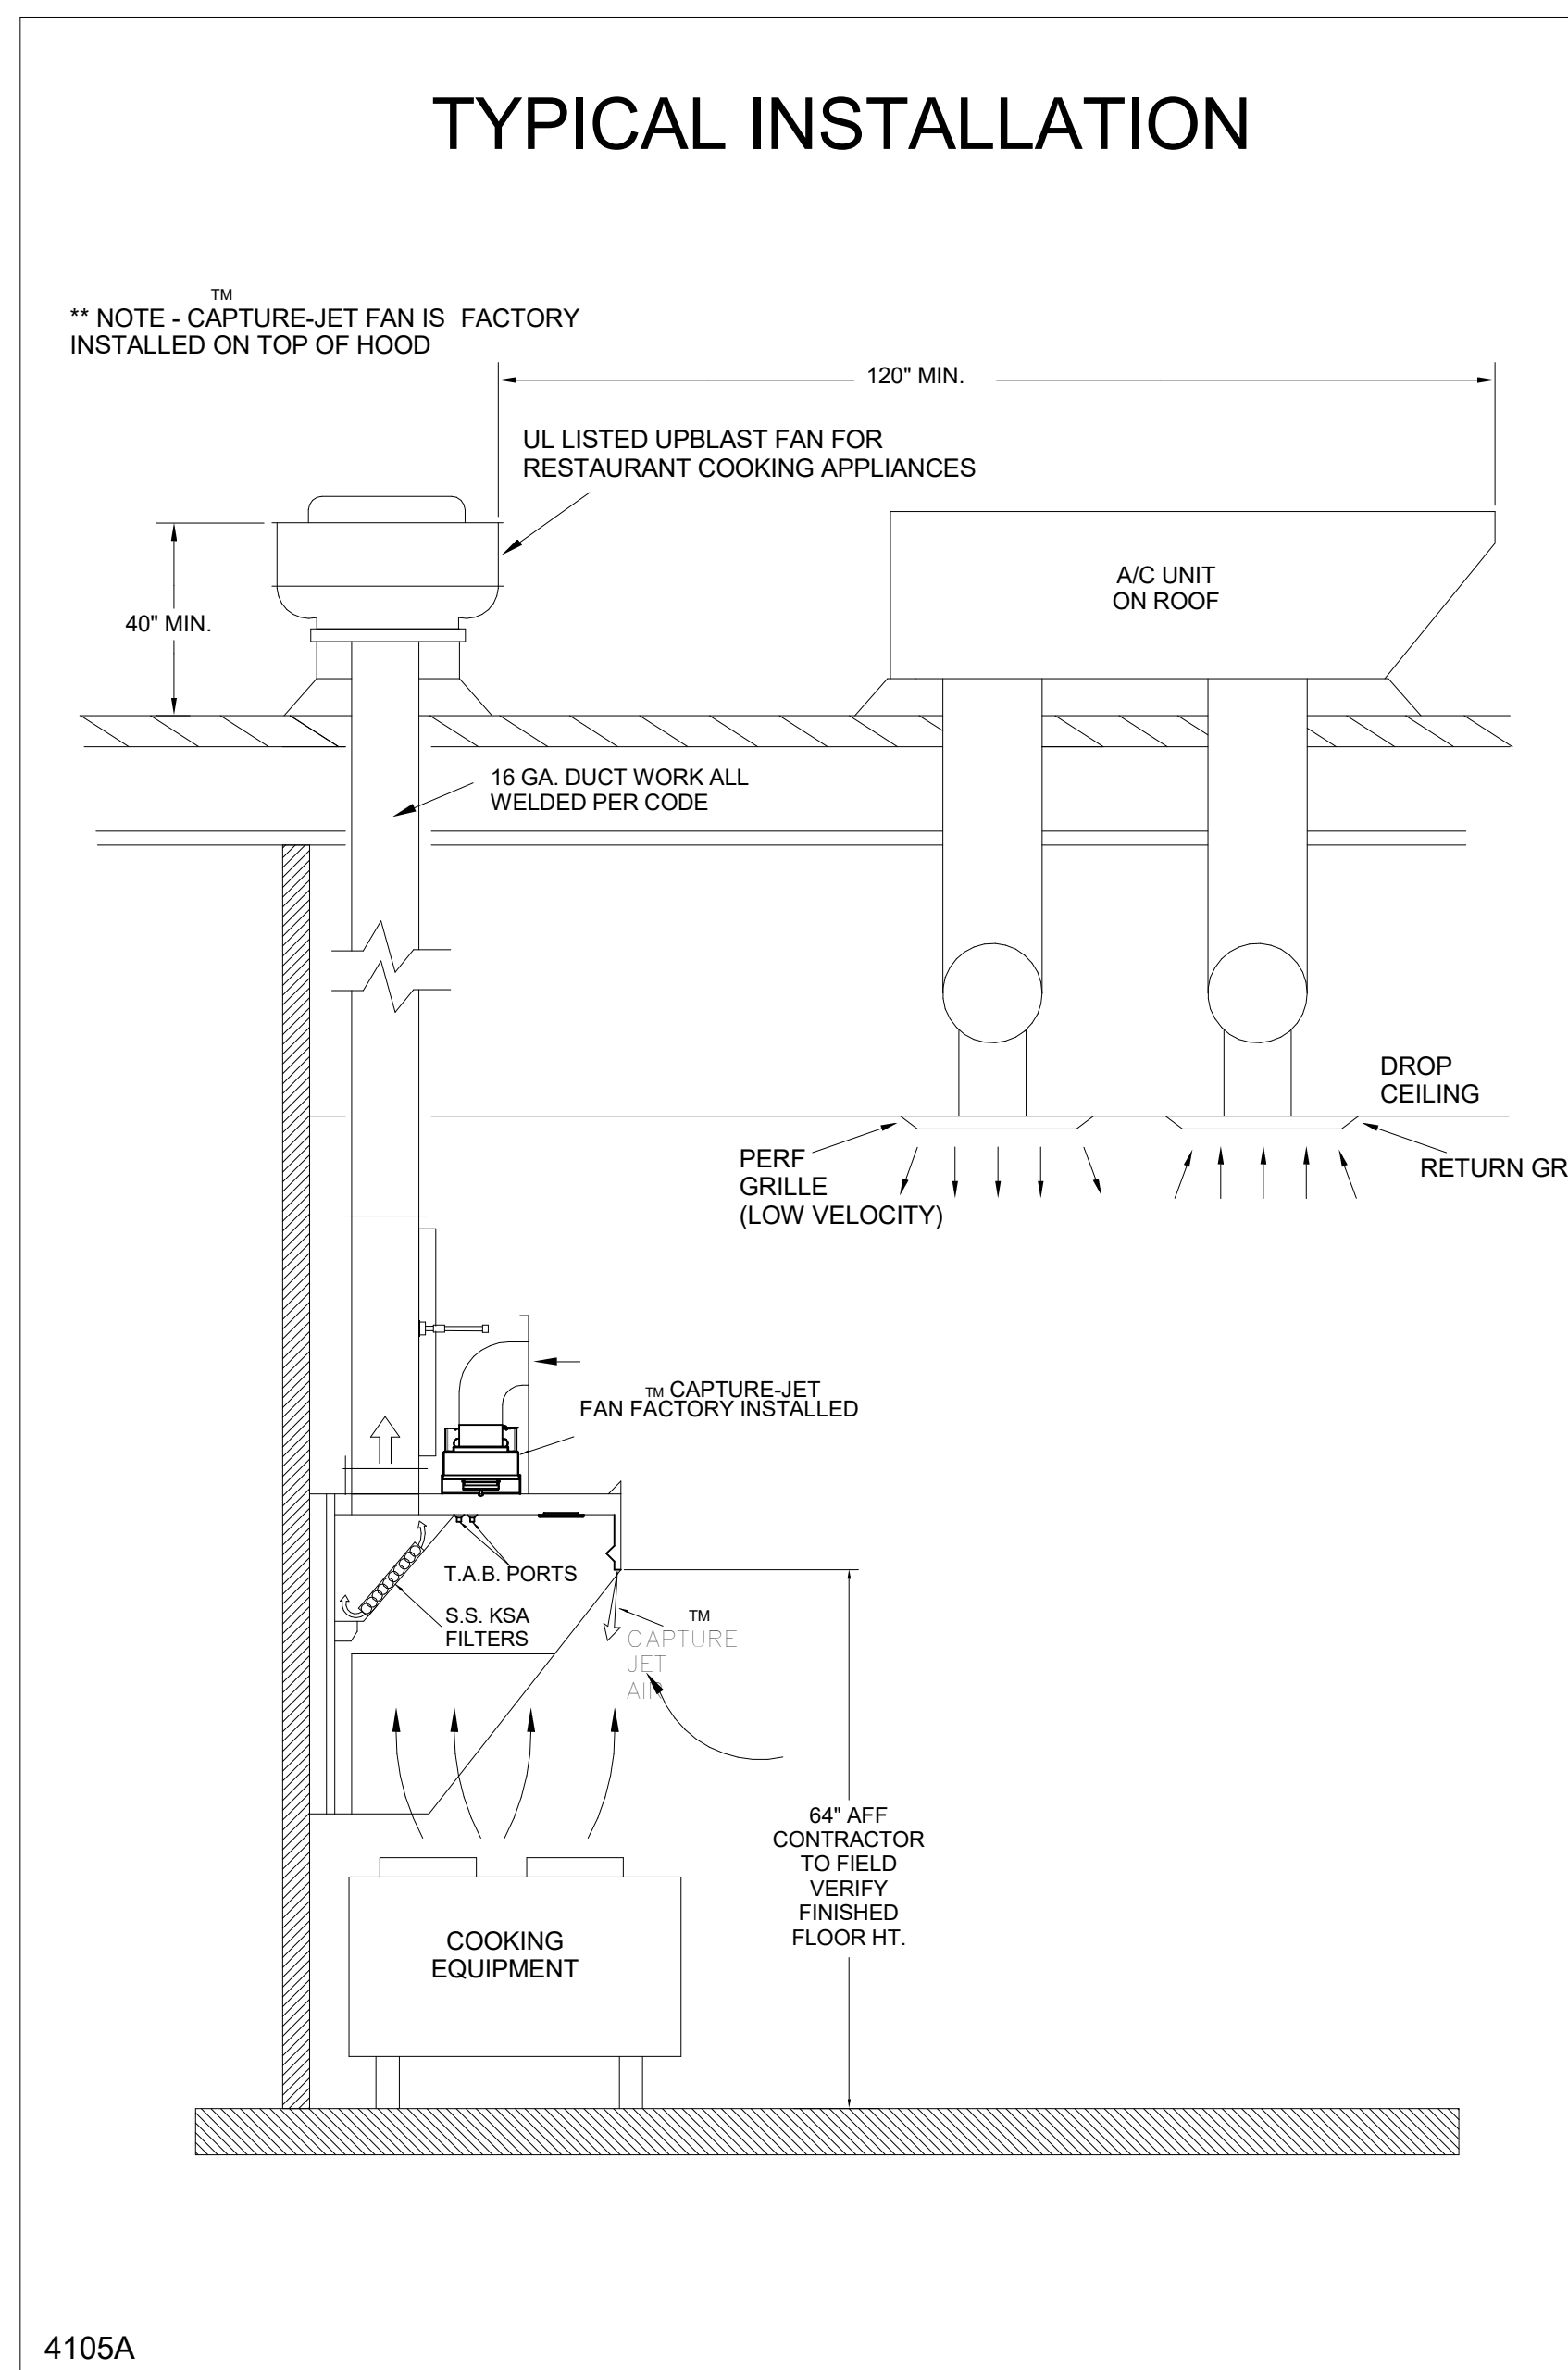 TYPICAL INSTALLATION
TM
** NOTE - CAPTURE-JET FAN IS FACTORY
INSTALLED ON TOP OF HOOD
120" MIN.
UL LISTED UPBLAST FAN FOR
RESTAURANT COOKING APPLIANCES
A/C UNIT
ON ROOF
40" MIN.
16 GA. DUCT WORK ALL
WELDED PER CODE
DROP
CEILING
PERF
GRILLE
(LOW VELOCITY)
RETURN GR
TM CAPTURE-JET
FAN FACTORY INSTALLED
T.A.B. PORTS
S.S. KSA
FILTERS
TM
CAPTURE
JET
AIR
64" AFF
CONTRACTOR
TO FIELD
VERIFY
FINISHED
FLOOR HT.
COOKING
EQUIPMENT
4105A